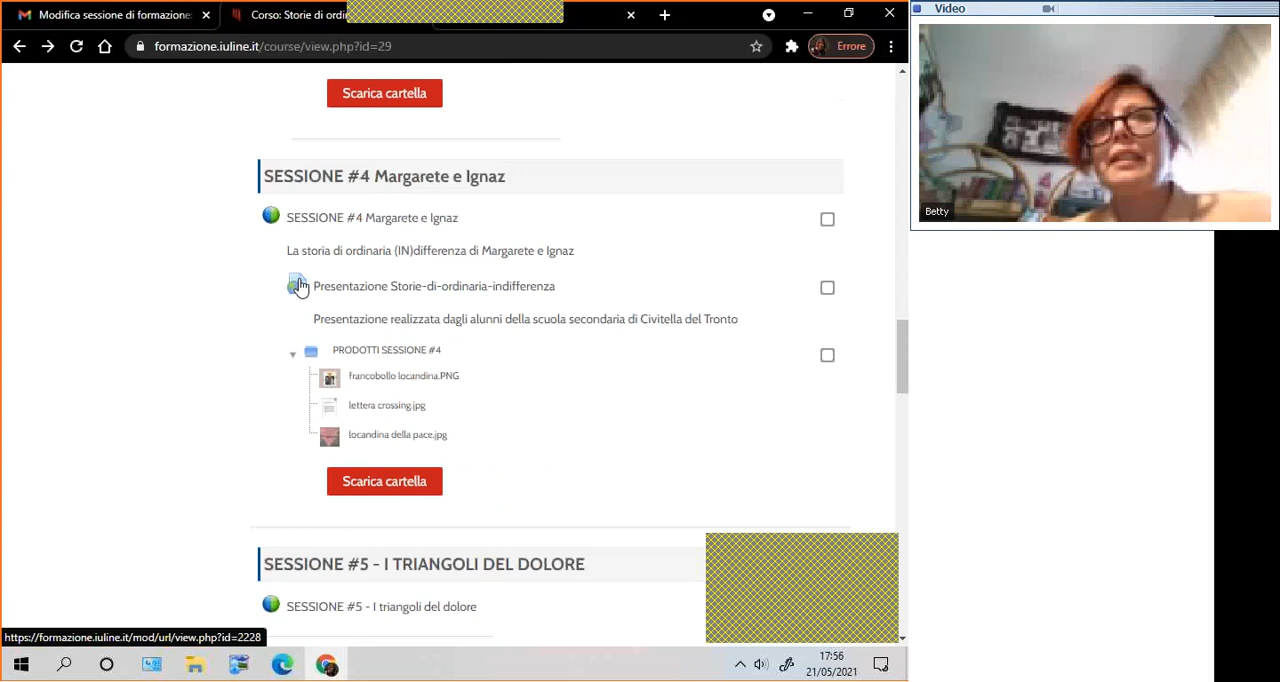 Modifica sessione di formazione:
Corso: Storie di ordi
Video
formazione.iuline.it/course/view.php?id=29
Errore
Scarica cartella
SESSIONE #4 Margarete e Ignaz
SESSIONE #4 Margarete e Ignaz
La storia di ordinaria (IN)differenza di Margarete e Ignaz
Presentazione Storie-di-ordinaria-indifferenza
Presentazione realizzata dagli alunni della scuola secondaria di Civitella del Tronto
PRODOTTI SESSIONE #4
francobollo locandina.PNG
lettera crossing.jpg
locandina della pace.jpg
Scarica cartella
SESSIONE #5 - I TRIANGOLI DEL DOLORE
SESSIONE #5 - I triangoli del dolore
https://formazione.iuline.it/mod/url/view.php?id=2228
Betty
17:56
21/05/2021